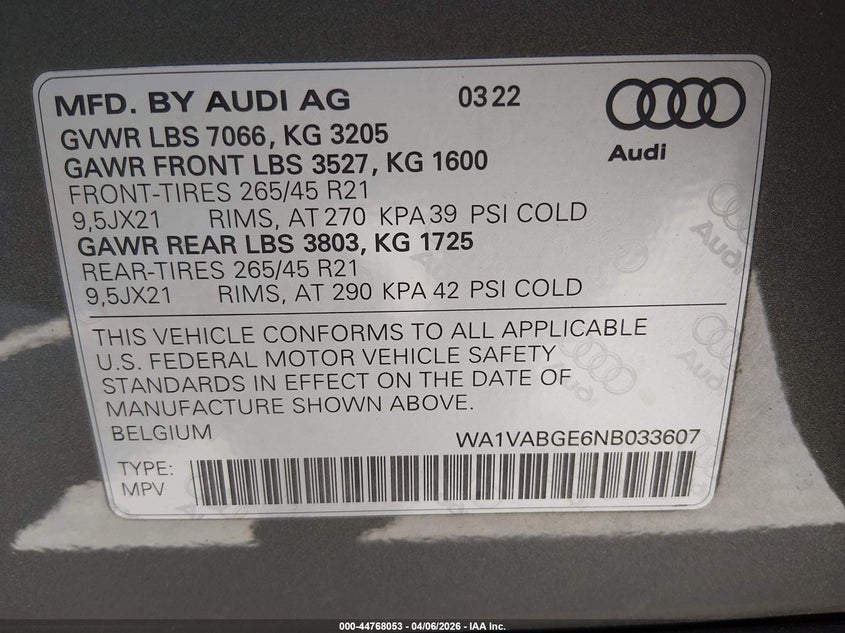 MFD. BY AUDI AG 03 22
Audi
GVWR LBS 7066, KG 3205
GAWR FRONT LBS 3527, KG 1600
FRONT-TIRES 265/45 R21
9,5JX21 RIMS, AT 270 KPA 39 PSI COLD
GAWR REAR LBS 3803, KG 1725
REAR-TIRES 265/45 R21
9,5JX21 RIMS, AT 290 KPA 42 PSI COLD
Audi
THIS VEHICLE CONFORMS TO ALL APPLICABLE
U.S. FEDERAL MOTOR VEHICLE SAFETY
STANDARDS IN EFFECT ON THE DATE OF
MANUFACTURE SHOWN ABOVE.
Audi
Audi
BELGIUM WA1VABGE6NB033607
TYPE:
MPV
000-44768053 - 04/06/2026 - IAA Inc.